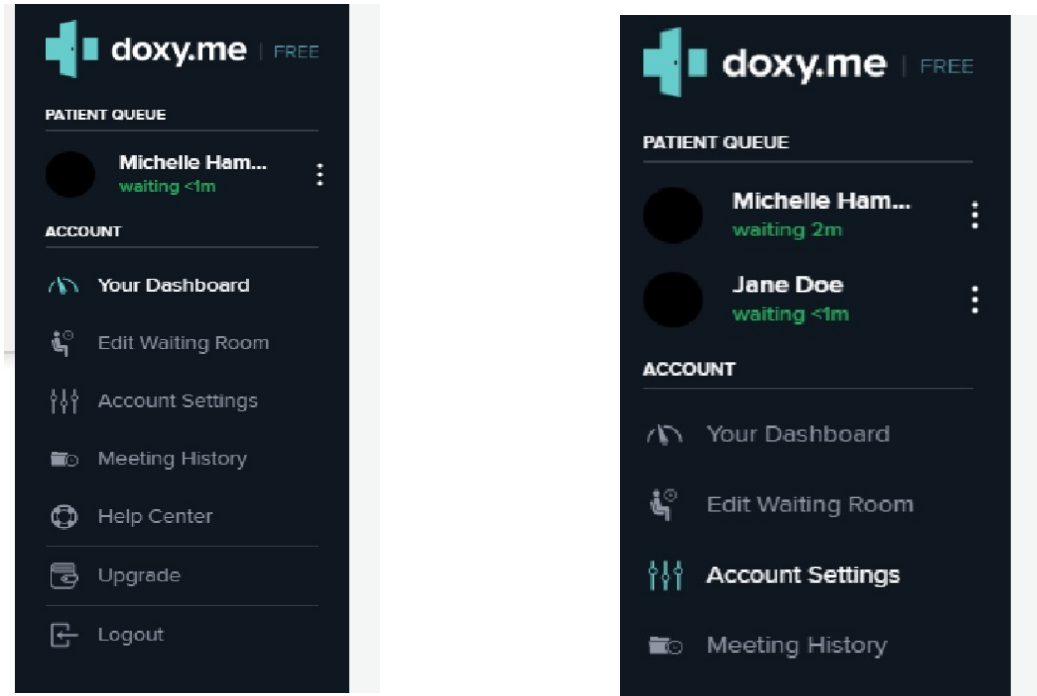 doxy.me | FREE
PATIENT QUEUE
Michelle Ham...
waiting <1m
ACCOUNT
Your Dashboard
Edit Waiting Room
Account Settings
Meeting History
Help Center
Upgrade
Logout
doxy.me | FREE
PATIENT QUEUE
Michelle Ham...
waiting 2m
Jane Doe
waiting <1m
ACCOUNT
Your Dashboard
Edit Waiting Room
Account Settings
Meeting History